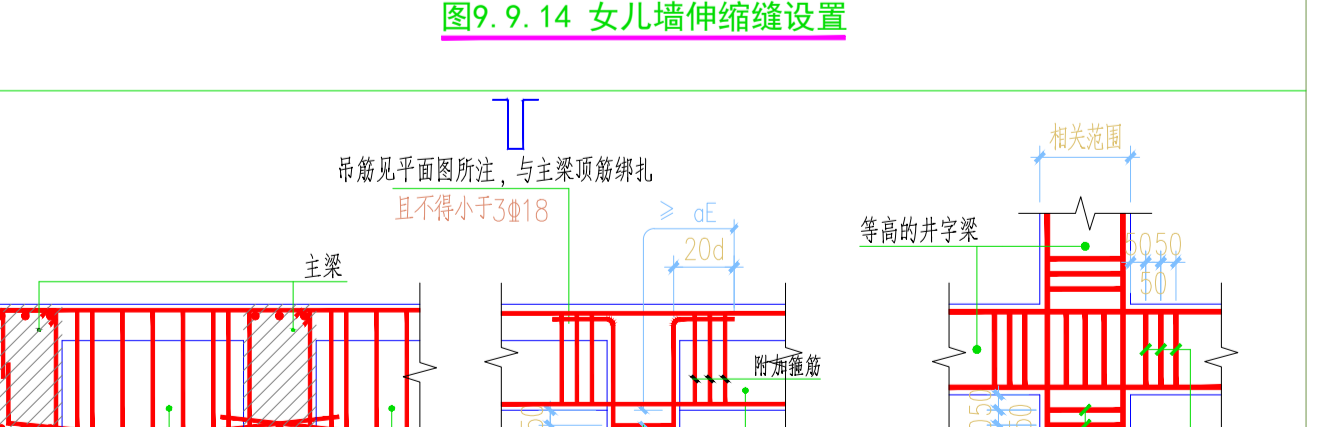 图9.9.14 女儿墙伸缩缝设置
相关范围
吊筋见平面图所注，与主梁顶筋绑扎
且不得小于3Φ18
≥ aE
等高的井字梁
20d
5050
50
主梁
附加箍筋
50
50